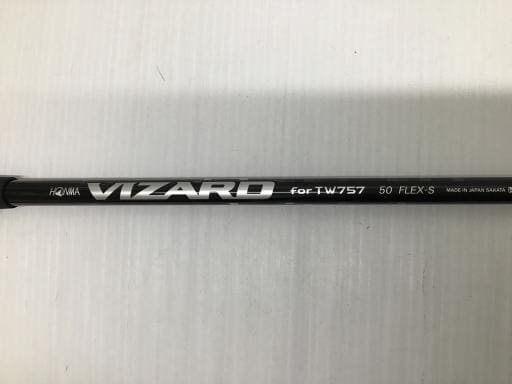 HONMA VIZARD for TW757 50 FLEX-S MADE IN JAPAN SAKATA